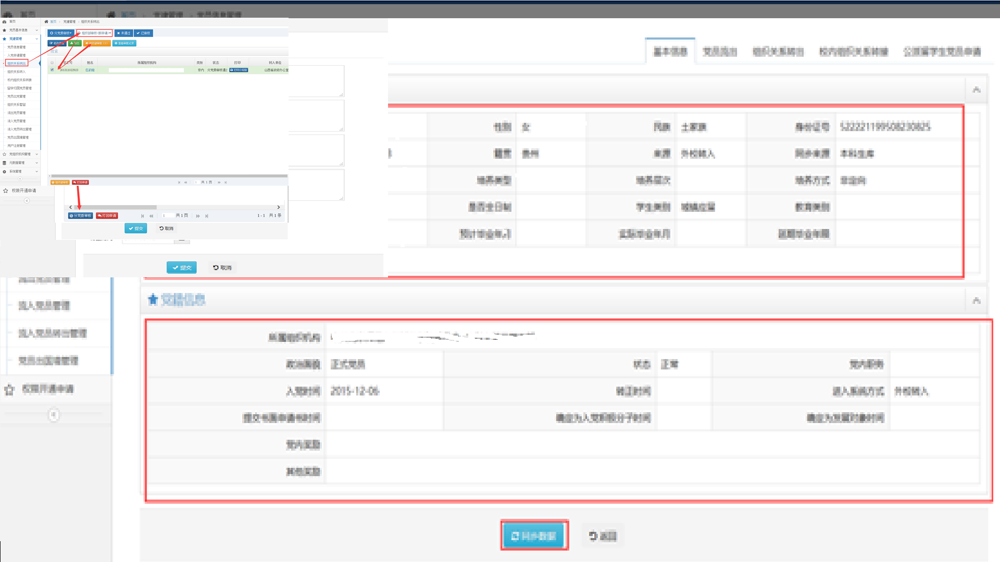 首页
首页 党建管理 党员信息管理
首页
首页 党建管理 组织关系转出
党员基本信息
党建管理
党员信息管理
入党申请管理
组织关系转出
组织关系转入
校内组织关系转接
留学归国党员管理
党员出党管理
组织关系暂留
流出党员管理
流入党员管理
流入党员转出管理
党员出国境管理
用户注册管理
党组织机构管理
元数据管理
系统管理
权限开通申请
分党委审核 组织部审核(新申请) 未通过 已审核
搜索
姓名 所属组织机构 类别 状态 打印 转入单位
201311022923 京内 分党委审核通过 打印介绍信 山西省政府办公室
组织部审核 打回申请 1 共 1 页
分党委审核 打回申请 1 共 1 页 1 - 1 共 1 条
提交 取消
提交 取消
基本信息 党员流出 组织关系转出 校内组织关系转接 公派留学生党员申请
性别 女 民族 土家族 身份证号 522221199508230825
籍贯 贵州 来源 外校转入 同步来源 本科生库
培养类型 培养层次 培养方式 非定向
是否全日制 学生类别 城镇应届 教育类别
预计毕业年月 实际毕业年月 延期毕业年限
流入党员管理
流入党员转出管理
党员出国境管理
权限开通申请
党籍信息
所属组织机构
政治面貌 正式党员 状态 正常 党内职务
入党时间 2015-12-06 转正时间 进入系统方式 外校转入
提交书面申请书时间 确定为入党积极分子时间 确定为发展对象时间
党内奖励
其他奖励
同步数据 返回